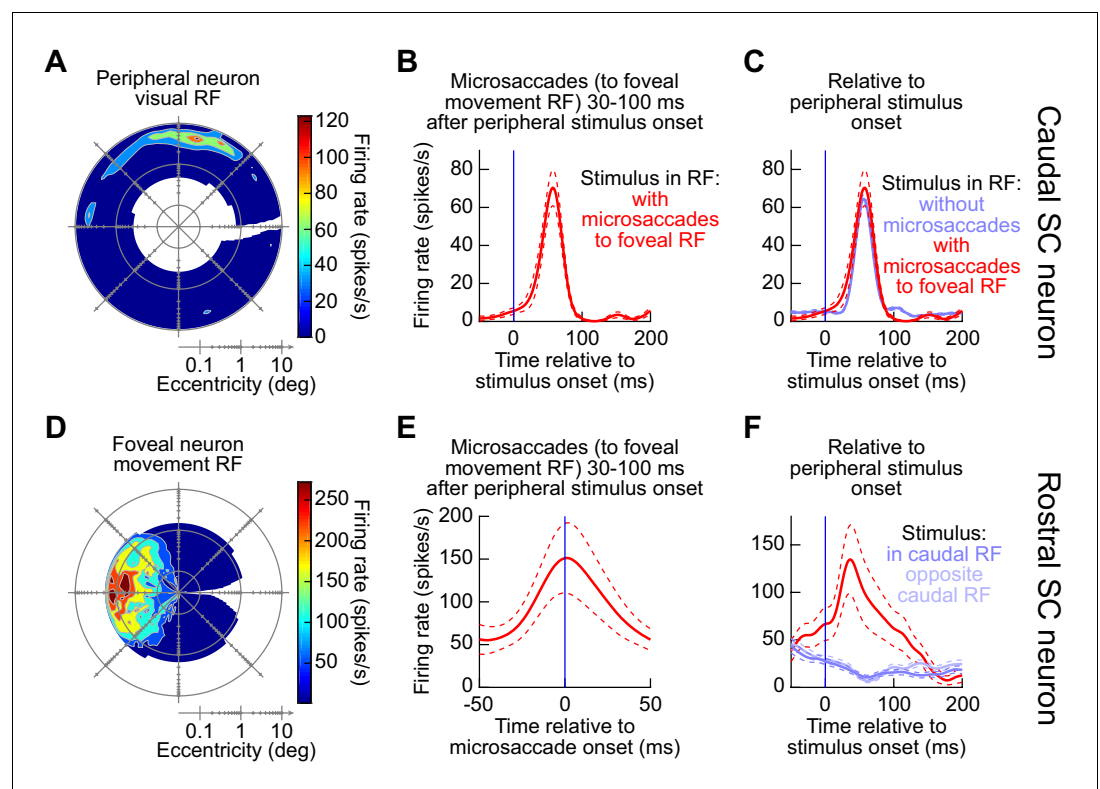 A
Peripheral neuron
visual RF
120
100
80
60
40
20
0
Firing rate (spikes/s)
0.1 1 10
Eccentricity (deg)
B
Microsaccades (to foveal
movement RF) 30-100 ms
after peripheral stimulus onset
80
60
40
20
0
Firing rate (spikes/s)
Stimulus in RF:
with
microsaccades
to foveal RF
0 100 200
Time relative to
stimulus onset (ms)
C
Relative to
peripheral stimulus
onset
80
60
40
20
0
Stimulus in RF:
without
microsaccades
with
microsaccades
to foveal RF
0 100 200
Time relative to
stimulus onset (ms)
Caudal SC neuron
D
Foveal neuron
movement RF
250
200
150
100
50
Firing rate (spikes/s)
0.1 1 10
Eccentricity (deg)
E
Microsaccades (to foveal
movement RF) 30-100 ms
after peripheral stimulus onset
200
150
100
50
0
Firing rate (spikes/s)
-50 0 50
Time relative to
microsaccade onset (ms)
F
Relative to
peripheral stimulus
onset
150
100
50
0
Stimulus:
in caudal RF
opposite
caudal RF
0 100 200
Time relative to
stimulus onset (ms)
Rostral SC neuron